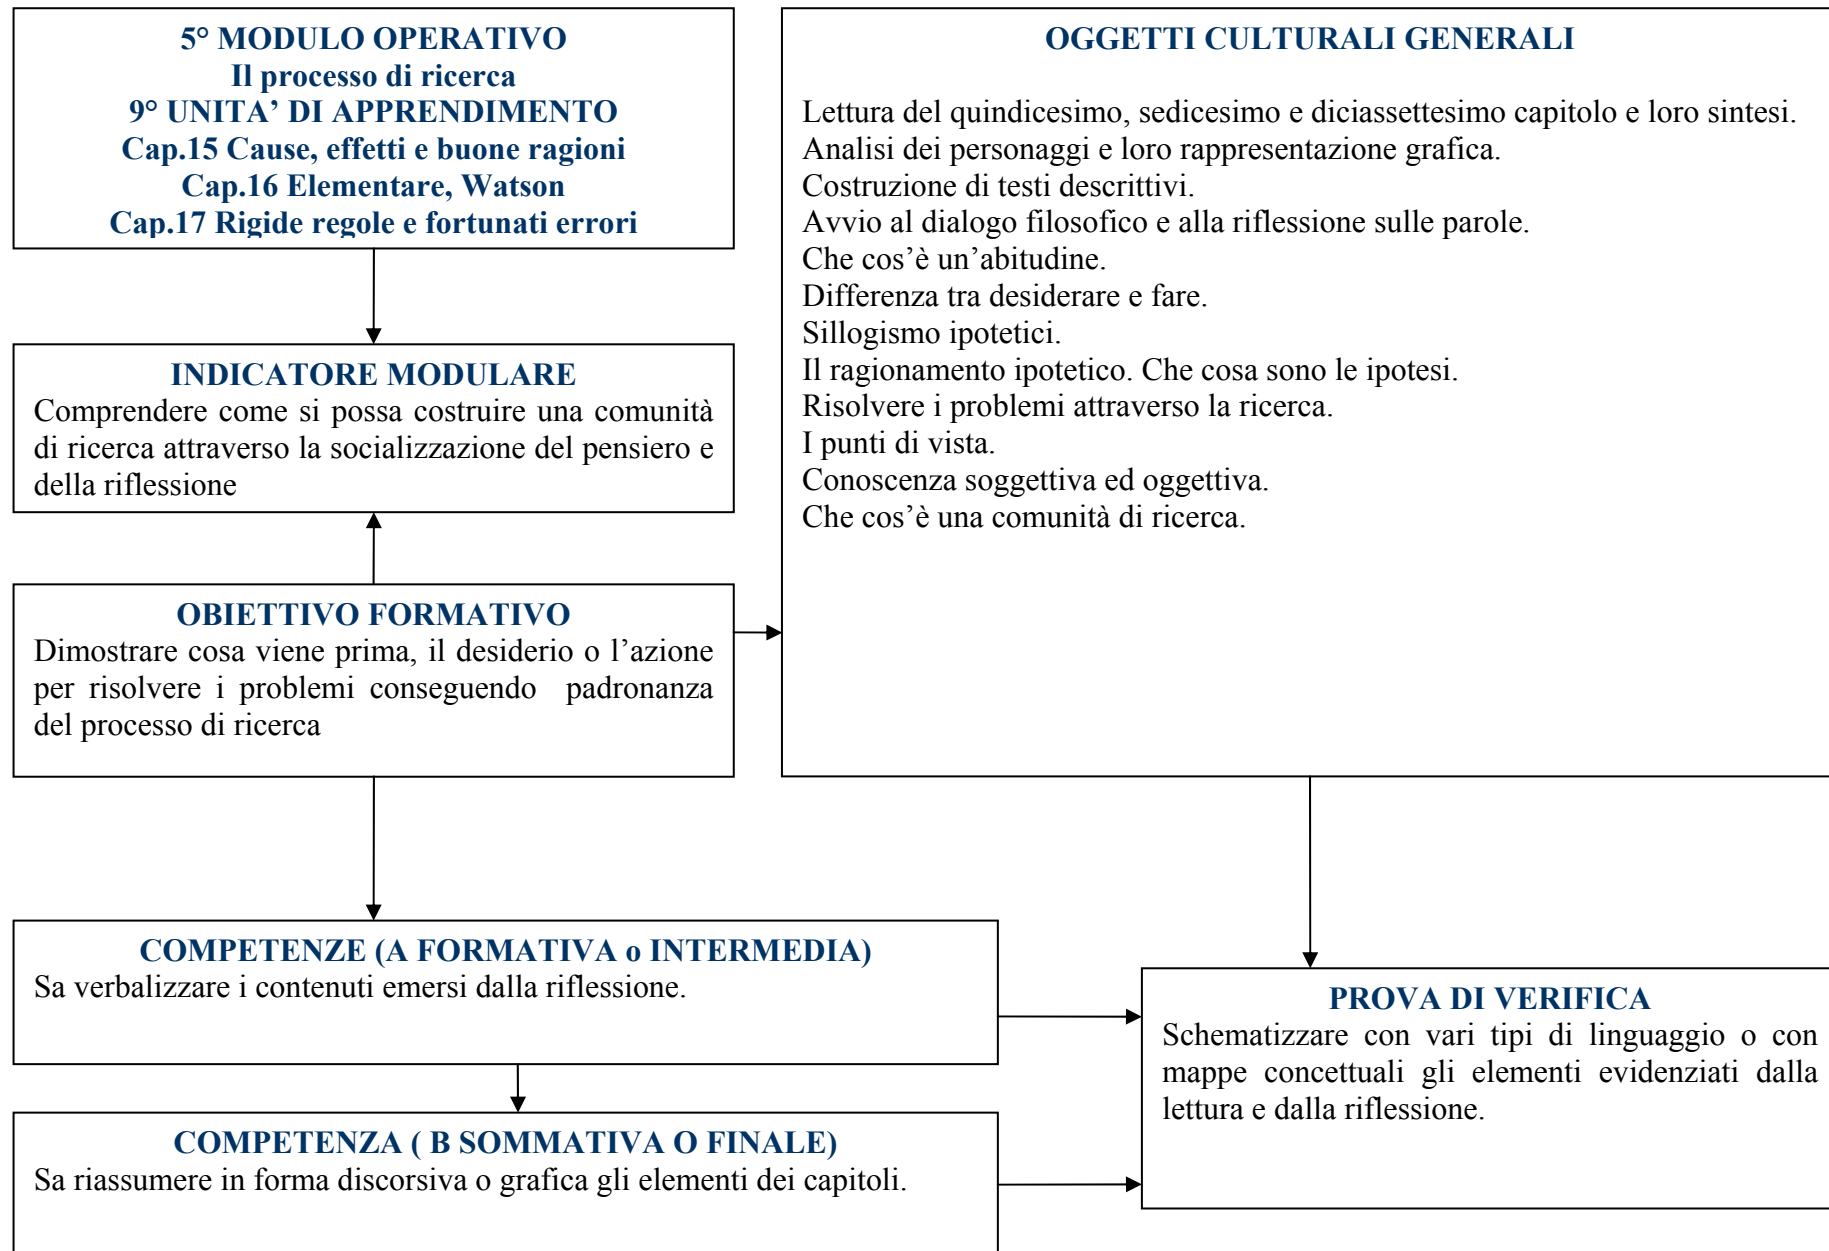 5° MODULO OPERATIVO
Il processo di ricerca
9° UNITA’ DI APPRENDIMENTO
Cap.15 Cause, effetti e buone ragioni
Cap.16 Elementare, Watson
Cap.17 Rigide regole e fortunati errori
OGGETTI CULTURALI GENERALI
Lettura del quindicesimo, sedicesimo e diciassettesimo capitolo e loro sintesi.
Analisi dei personaggi e loro rappresentazione grafica.
Costruzione di testi descrittivi.
Avvio al dialogo filosofico e alla riflessione sulle parole.
Che cos’è un’abitudine.
Differenza tra desiderare e fare.
Sillogismo ipotetici.
Il ragionamento ipotetico. Che cosa sono le ipotesi.
Risolvere i problemi attraverso la ricerca.
I punti di vista.
Conoscenza soggettiva ed oggettiva.
Che cos’è una comunità di ricerca.
INDICATORE MODULARE
Comprendere come si possa costruire una comunità
di ricerca attraverso la socializzazione del pensiero e
della riflessione
OBIETTIVO FORMATIVO
Dimostrare cosa viene prima, il desiderio o l’azione
per risolvere i problemi conseguendo padronanza
del processo di ricerca
COMPETENZE (A FORMATIVA o INTERMEDIA)
Sa verbalizzare i contenuti emersi dalla riflessione.
COMPETENZA ( B SOMMATIVA O FINALE)
Sa riassumere in forma discorsiva o grafica gli elementi dei capitoli.
PROVA DI VERIFICA
Schematizzare con vari tipi di linguaggio o con
mappe concettuali gli elementi evidenziati dalla
lettura e dalla riflessione.